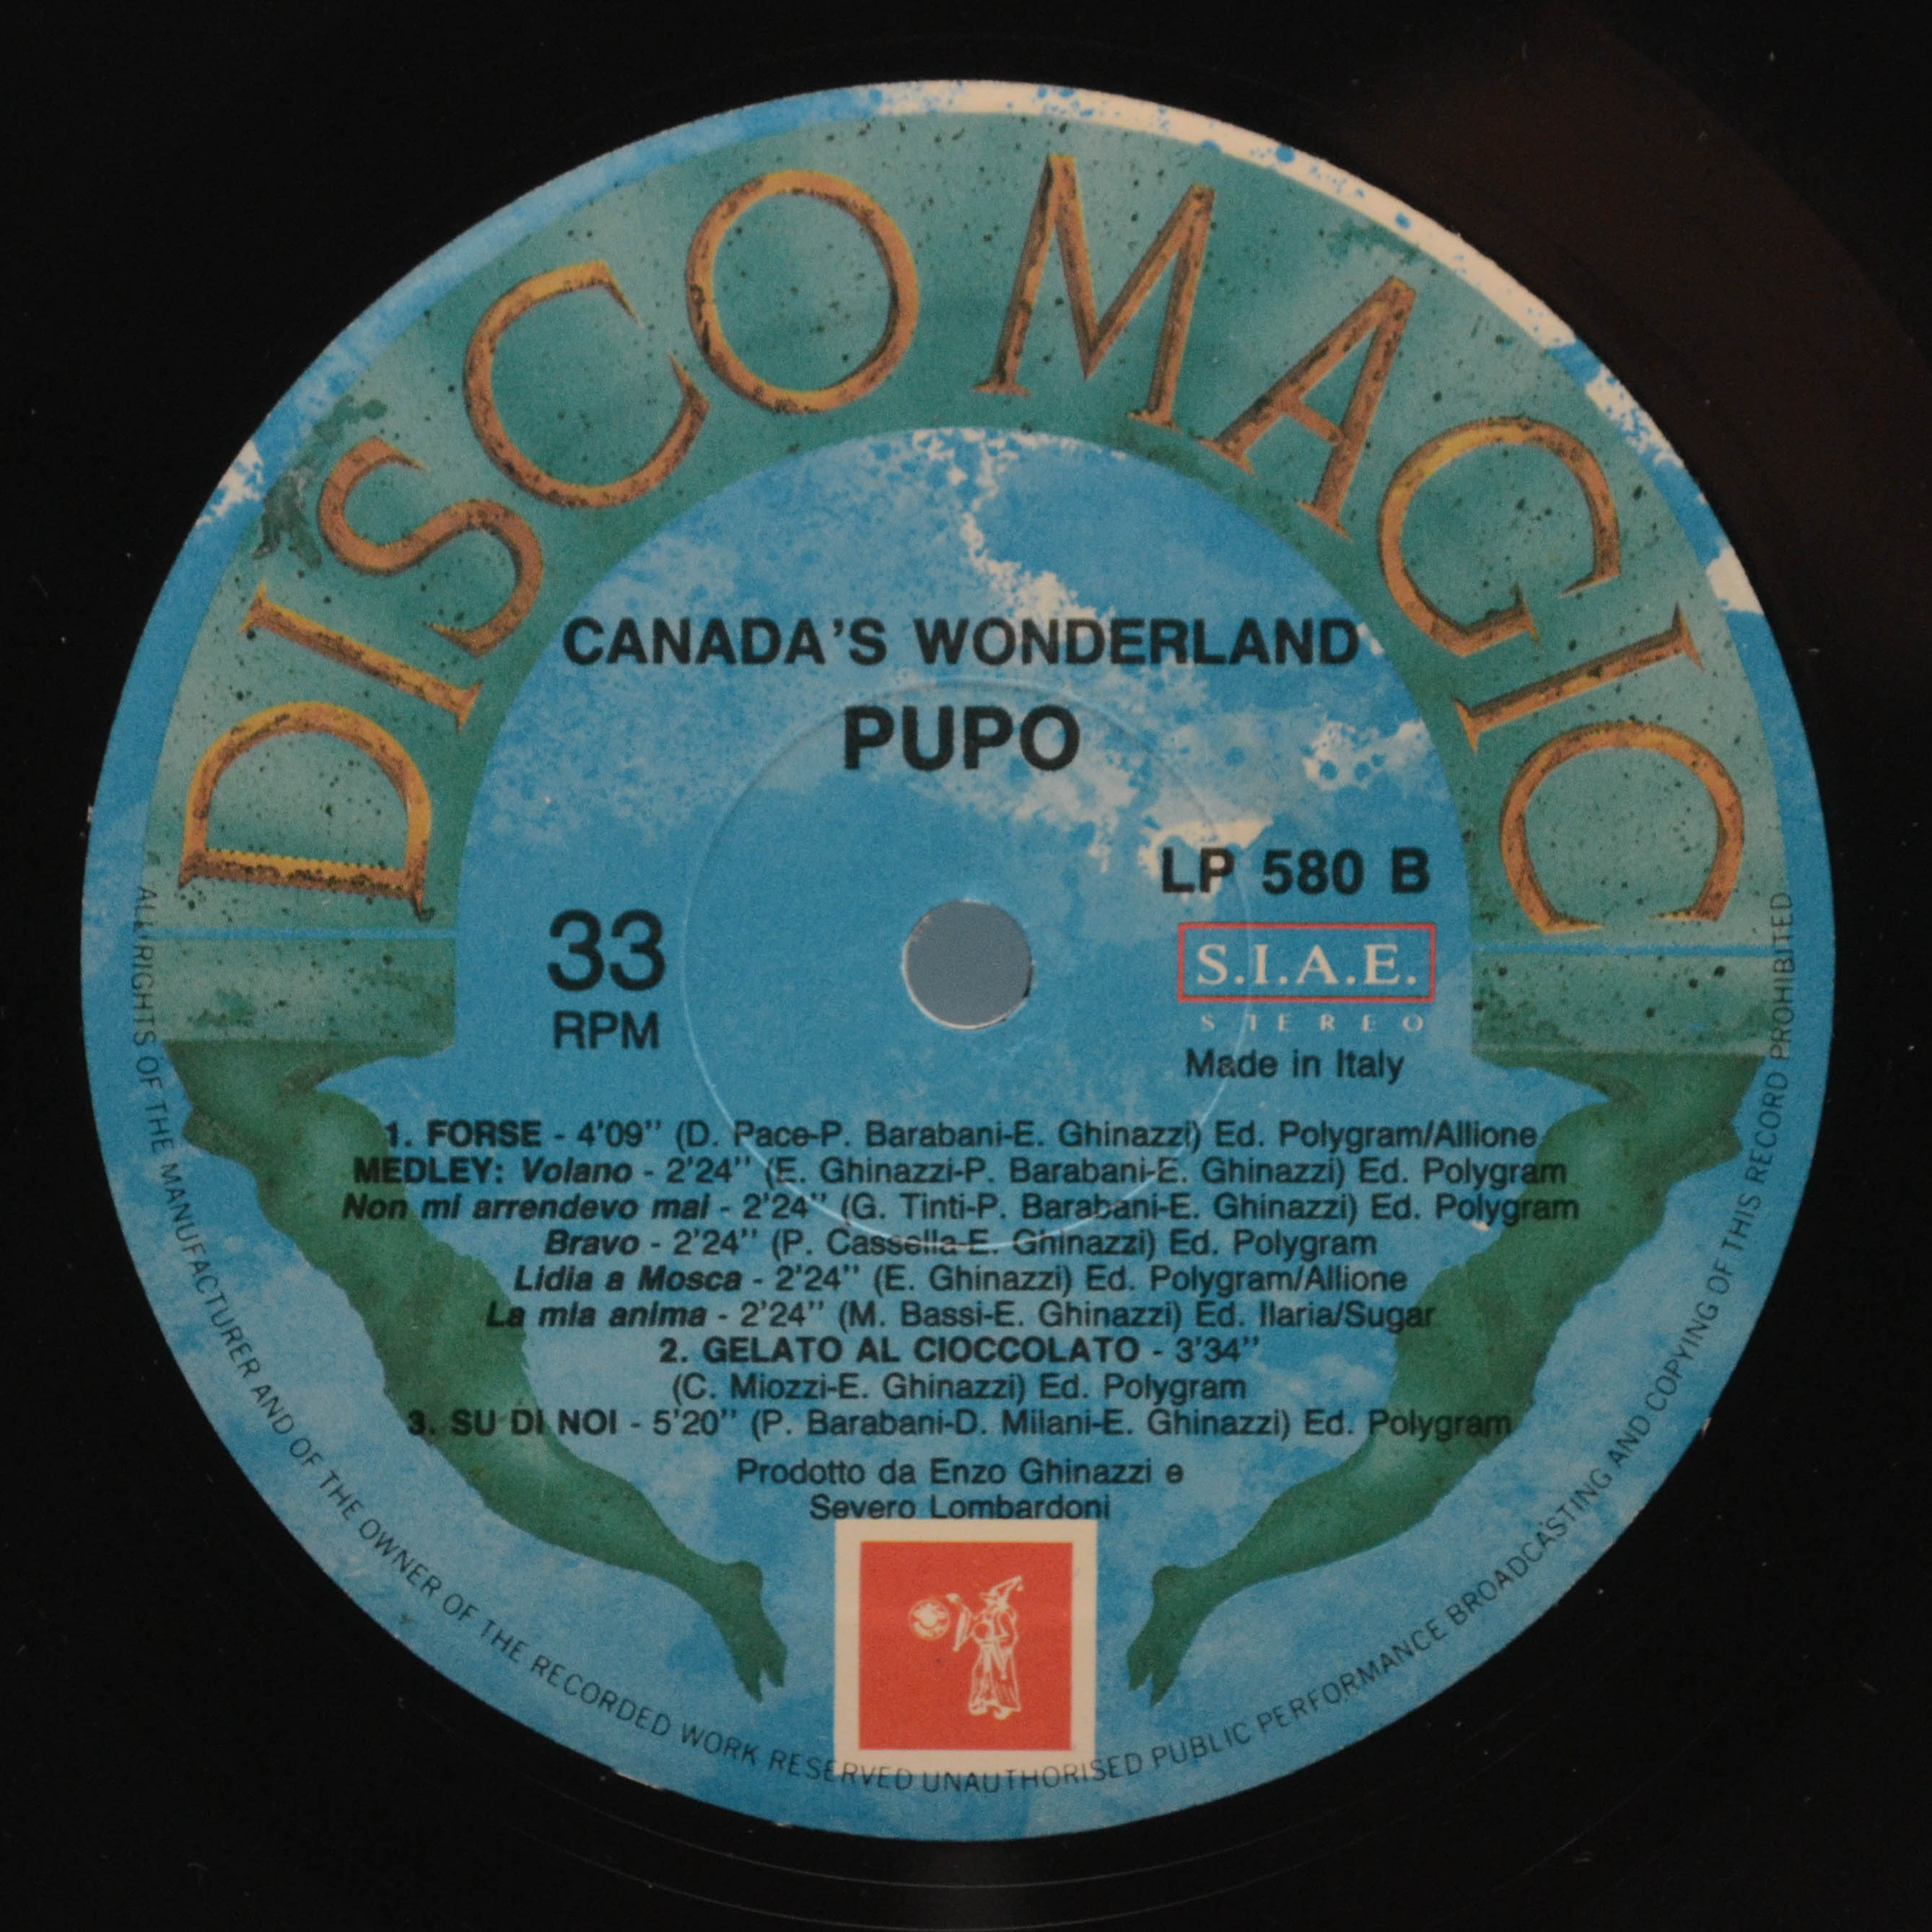 DISCOMAGIC
CANADA'S WONDERLAND
PUPO
LP 580 B
33
RPM
S.I.A.E.
STEREO
Made in Italy
1. FORSE - 4'09'' (D. Pace-P. Barabani-E. Ghinazzi) Ed. Polygram/Allione
MEDLEY: Volano - 2'24'' (E. Ghinazzi-P. Barabani-E. Ghinazzi) Ed. Polygram
Non mi arrendevo mai - 2'24'' (G. Tinti-P. Barabani-E. Ghinazzi) Ed. Polygram
Bravo - 2'24'' (P. Cassella-E. Ghinazzi) Ed. Polygram
Lidia a Mosca - 2'24'' (E. Ghinazzi) Ed. Polygram/Allione
La mia anima - 2'24'' (M. Bassi-E. Ghinazzi) Ed. Ilaria/Sugar
2. GELATO AL CIOCCOLATO - 3'34''
(C. Miozzi-E. Ghinazzi) Ed. Polygram
3. SU DI NOI - 5'20'' (P. Barabani-D. Milani-E. Ghinazzi) Ed. Polygram
Prodotto da Enzo Ghinazzi e
Severo Lombardoni
ALL RIGHTS OF THE MANUFACTURER AND OF THE OWNER OF THE RECORDED WORK RESERVED UNAUTHORISED PUBLIC PERFORMANCE BROADCASTING AND COPYING OF THIS RECORD PROHIBITED